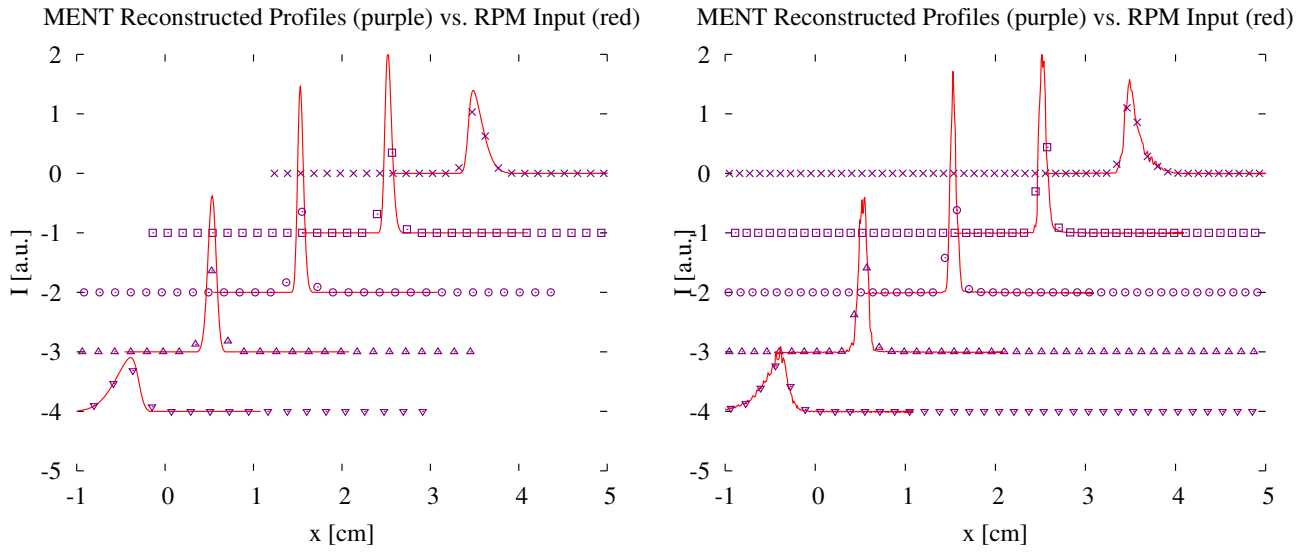 MENT Reconstructed Profiles (purple) vs. RPM Input (red)
2
1
0
-1
-2
-3
-4
-5
I [a.u.]
-1 0 1 2 3 4 5
x [cm]
MENT Reconstructed Profiles (purple) vs. RPM Input (red)
2
1
0
-1
-2
-3
-4
-5
I [a.u.]
-1 0 1 2 3 4 5
x [cm]